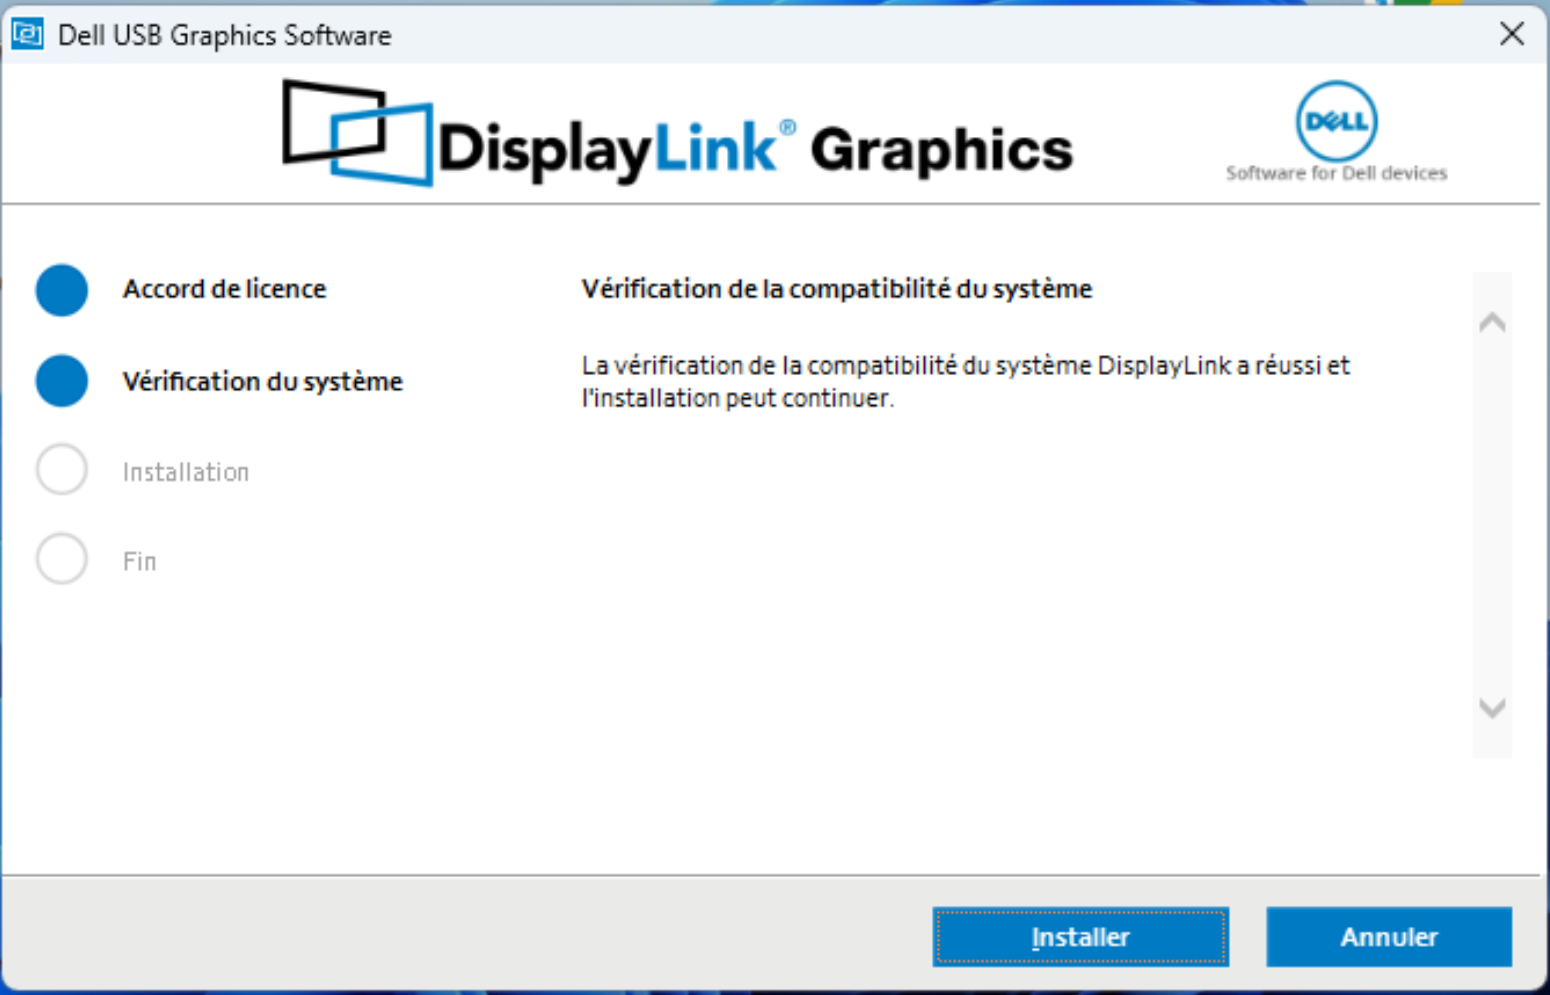 Dell USB Graphics Software
DisplayLink® Graphics
DELL
Software for Dell devices
Accord de licence
Vérification du système
Installation
Fin
Vérification de la compatibilité du système
La vérification de la compatibilité du système DisplayLink a réussi et
l'installation peut continuer.
Installer
Annuler